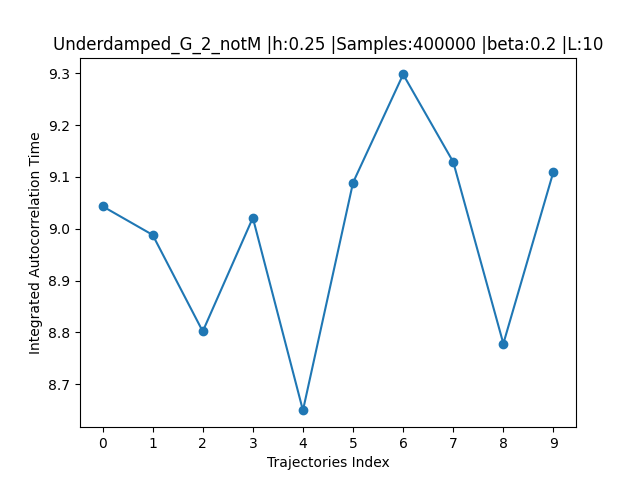 Underdamped_G_2_notM |h:0.25 |Samples:400000 |beta:0.2 |L:10
9.3
9.2
9.1
9.0
8.9
8.8
8.7
Integrated Autocorrelation Time
0 1 2 3 4 5 6 7 8 9
Trajectories Index